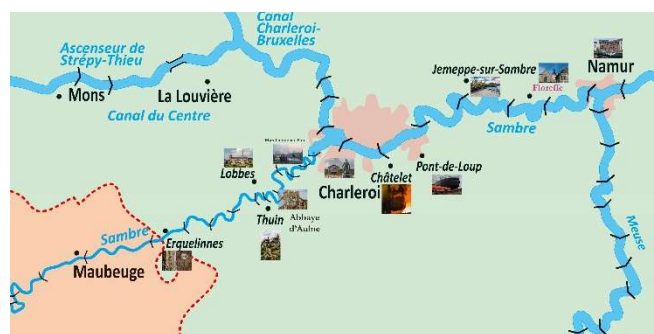 Canal
Charleroi-
Bruxelles
Ascenseur de
Strépy-Thieu
Mons
La Louvière
Canal du Centre
Jemeppe-sur-Sambre
Floreffe
Namur
Sambre
Lobbes
Charleroi
Châtelet
Pont-de-Loup
Thuin
Abbaye
d'Aulne
Meuse
Sambre
Erquelinnes
Maubeuge